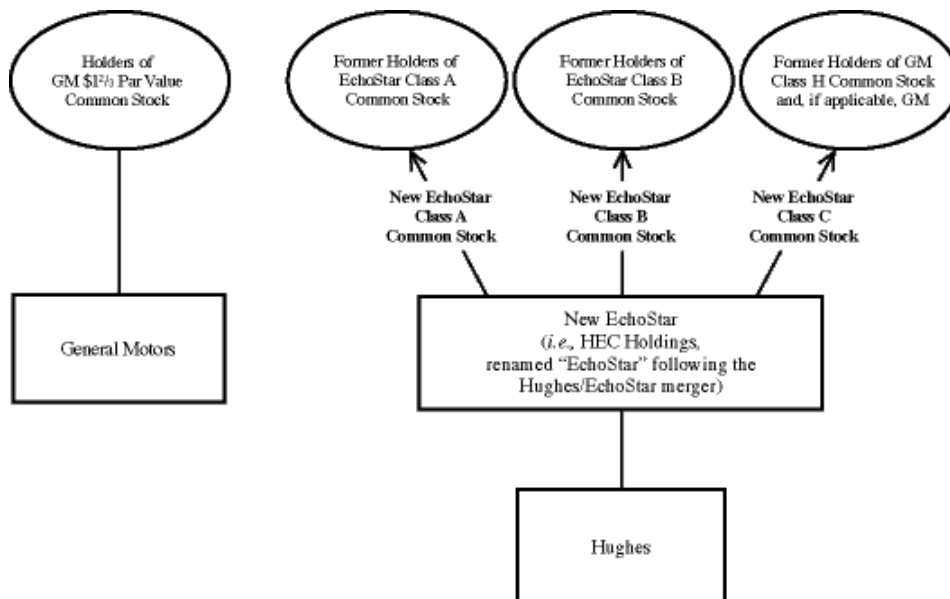 Holders of
GM $1²/₃ Par Value
Common Stock
Former Holders of
EchoStar Class A
Common Stock
Former Holders of
EchoStar Class B
Common Stock
Former Holders of GM
Class H Common Stock
and, if applicable, GM
New EchoStar
Class A
Common Stock
New EchoStar
Class B
Common Stock
New EchoStar
Class C
Common Stock
General Motors
New EchoStar
(i.e., HEC Holdings,
renamed “EchoStar” following the
Hughes/EchoStar merger)
Hughes